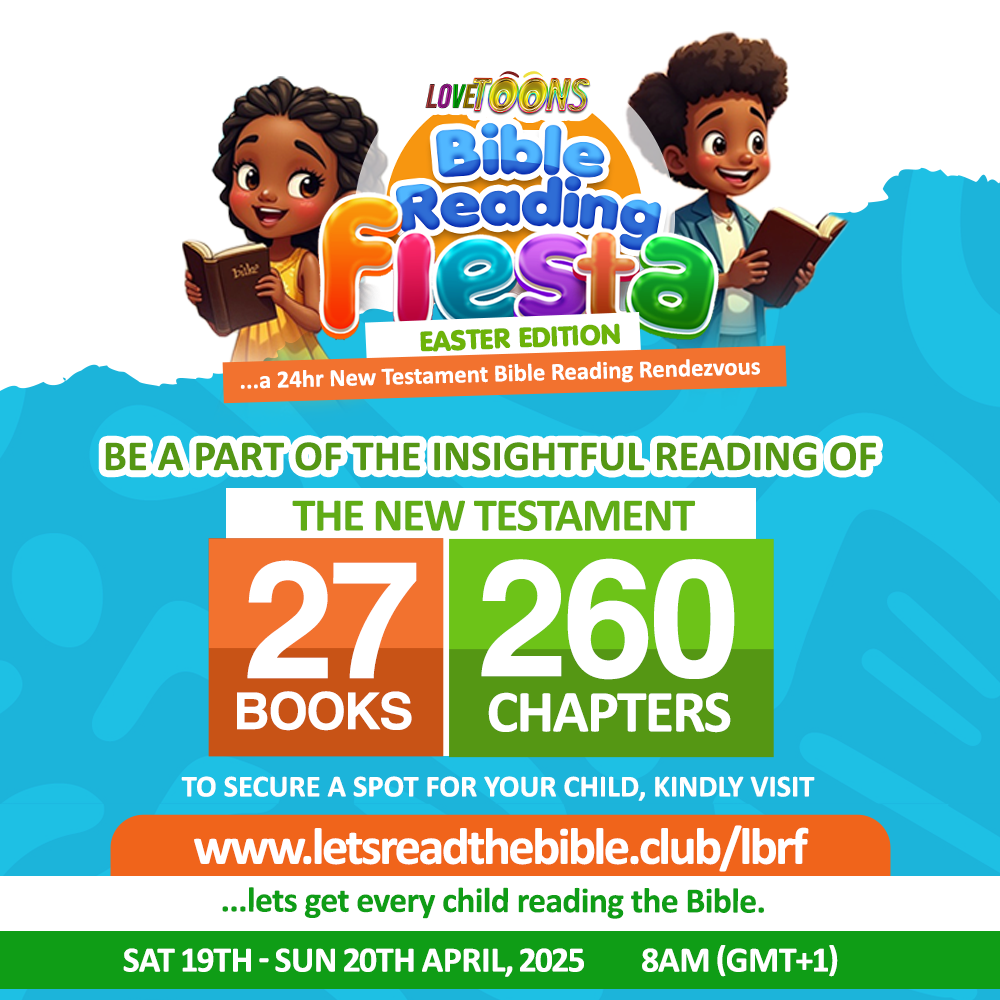 LOVETOONS
Bible
Reading
Fiesta
EASTER EDITION
...a 24hr New Testament Bible Reading Rendezvous
bible
BE A PART OF THE INSIGHTFUL READING OF
THE NEW TESTAMENT
27
BOOKS
260
CHAPTERS
TO SECURE A SPOT FOR YOUR CHILD, KINDLY VISIT
www.letsreadthebible.club/lbrf
...lets get every child reading the Bible.
SAT 19TH - SUN 20TH APRIL, 2025 8AM (GMT+1)